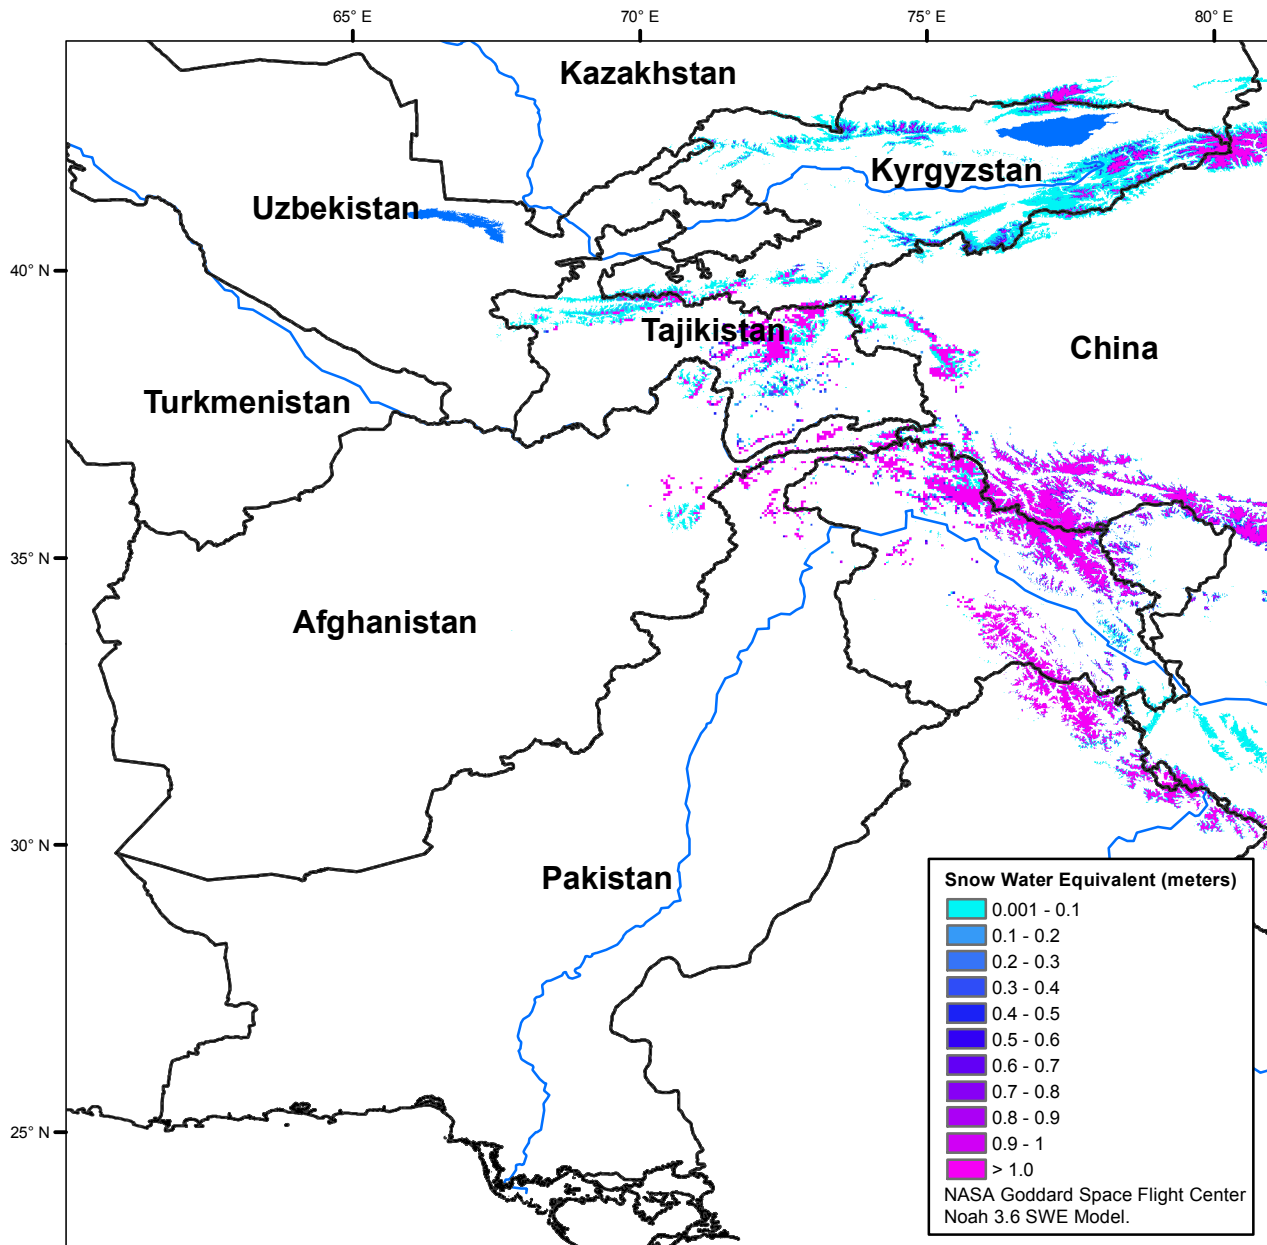 65° E
70° E
75° E
80° E
Kazakhstan
Kyrgyzstan
Uzbekistan
40° N
Tajikistan
China
Turkmenistan
35° N
Afghanistan
30° N
Pakistan
Snow Water Equivalent (meters)
0.001 - 0.1
0.1 - 0.2
0.2 - 0.3
0.3 - 0.4
0.4 - 0.5
0.5 - 0.6
0.6 - 0.7
0.7 - 0.8
0.8 - 0.9
0.9 - 1
> 1.0
25° N
NASA Goddard Space Flight Center
Noah 3.6 SWE Model.